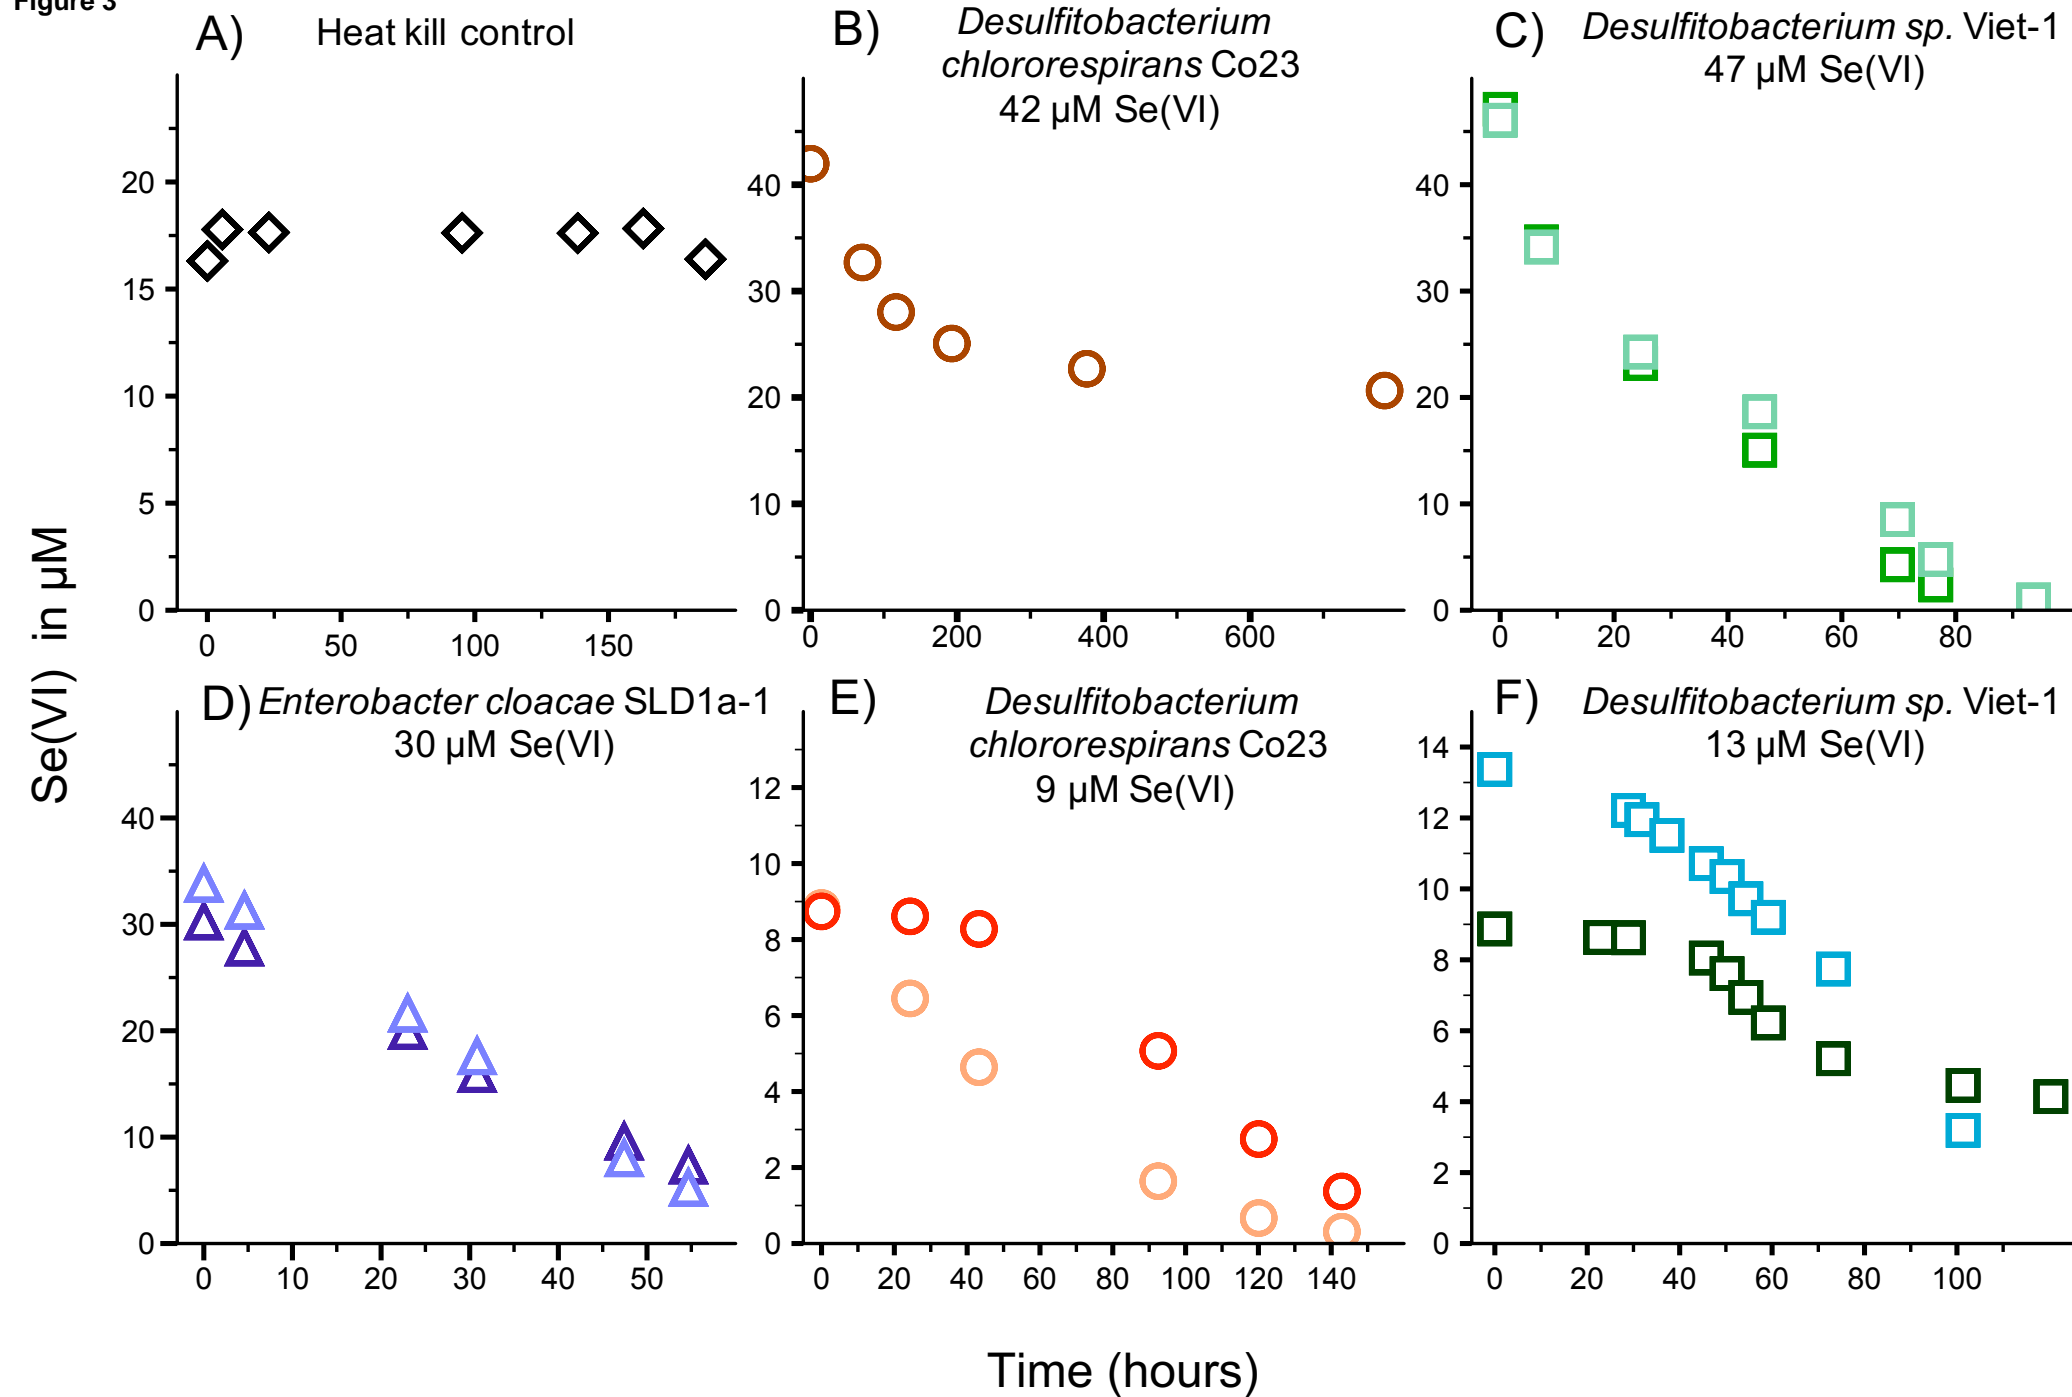 Figure 3
A) Heat kill control
20
15
10
5
0
0 50 100 150
B) Desulfitobacterium
chlororespirans Co23
42 µM Se(VI)
40
30
20
10
0
0 200 400 600
C) Desulfitobacterium sp. Viet-1
47 µM Se(VI)
40
30
20
10
0
0 20 40 60 80
Se(VI) in µM
D) Enterobacter cloacae SLD1a-1
30 µM Se(VI)
40
30
20
10
0
0 10 20 30 40 50
E) Desulfitobacterium
chlororespirans Co23
9 µM Se(VI)
12
10
8
6
4
2
0
0 20 40 60 80 100 120 140
F) Desulfitobacterium sp. Viet-1
13 µM Se(VI)
14
12
10
8
6
4
2
0
0 20 40 60 80 100
Time (hours)